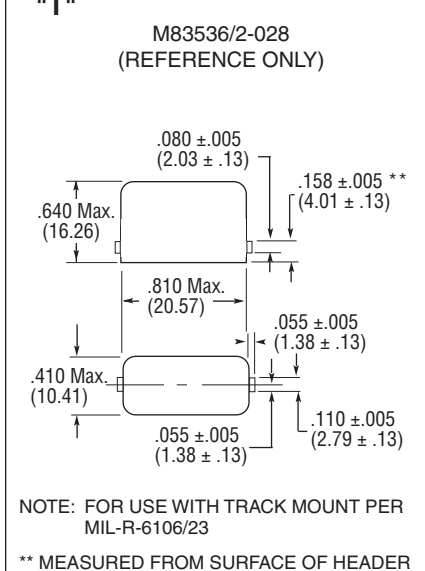 "T"
M83536/2-028
(REFERENCE ONLY)
.080 ±.005
(2.03 ± .13)
.158 ±.005 **
(4.01 ± .13)
.640 Max.
(16.26)
.810 Max.
(20.57)
.055 ±.005
(1.38 ± .13)
.410 Max.
(10.41)
.110 ±.005
(2.79 ± .13)
.055 ±.005
(1.38 ± .13)
NOTE: FOR USE WITH TRACK MOUNT PER
MIL-R-6106/23
** MEASURED FROM SURFACE OF HEADER